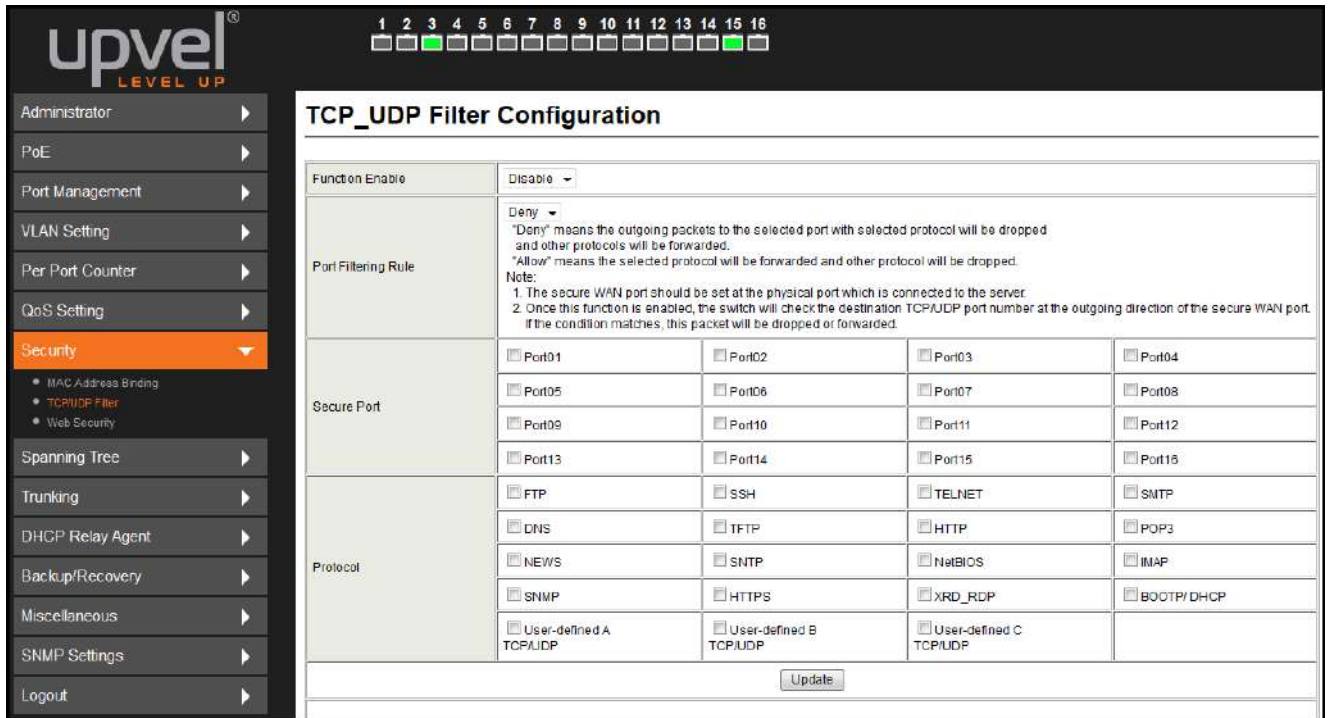 upvel®
LEVEL UP
1 2 3 4 5 6 7 8 9 10 11 12 13 14 15 16
Administrator
PoE
Port Management
VLAN Setting
Per Port Counter
QoS Setting
Security
MAC Address Binding
TCP/UDP Filter
Web Security
Spanning Tree
Trunking
DHCP Relay Agent
Backup/Recovery
Miscellaneous
SNMP Settings
Logout
TCP_UDP Filter Configuration
Function Enable
Disable
Port Filtering Rule
Deny
"Deny" means the outgoing packets to the selected port with selected protocol will be dropped
and other protocols will be forwarded.
"Allow" means the selected protocol will be forwarded and other protocol will be dropped.
Note:
1. The secure WAN port should be set at the physical port which is connected to the server.
2. Once this function is enabled, the switch will check the destination TCP/UDP port number at the outgoing direction of the secure WAN port.
If the condition matches, this packet will be dropped or forwarded.
Secure Port
Port01 Port02 Port03 Port04
Port05 Port06 Port07 Port08
Port09 Port10 Port11 Port12
Port13 Port14 Port15 Port16
Protocol
FTP SSH TELNET SMTP
DNS TFTP HTTP POP3
NEWS SNTP NetBIOS IMAP
SNMP HTTPS XRD_RDP BOOTP/ DHCP
User-defined A User-defined B User-defined C
TCP/UDP TCP/UDP TCP/UDP
Update